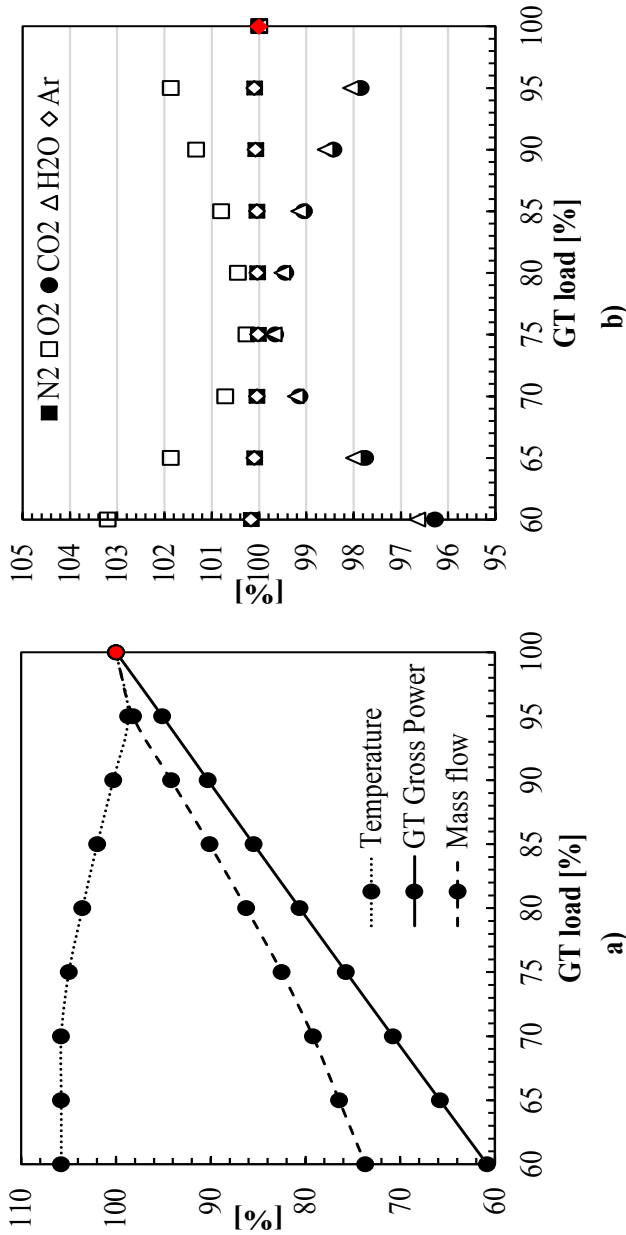 110
100
90
80
70
60
[%]
60 65 70 75 80 85 90 95 100
GT load [%]
Temperature
GT Gross Power
Mass flow
a)
N2 O2 CO2 H2O Ar
105
104
103
102
101
100
99
98
97
96
95
[%]
60 65 70 75 80 85 90 95 100
GT load [%]
b)